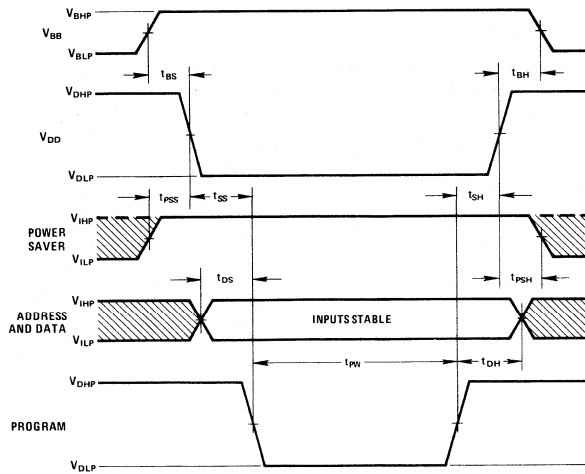 VBHP
VBB
VBLP
tBS
tBH
VDHP
VDD
VDLP
tPSS
tSS
tSH
VIHP
POWER
SAVER
VILP
tDS
tPSH
VIHP
ADDRESS
AND DATA
INPUTS STABLE
VILP
tPW
tDH
VDHP
PROGRAM
VDLP